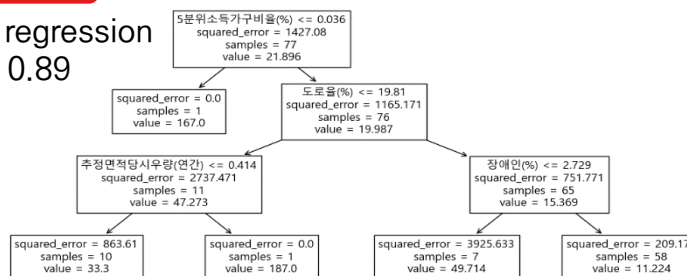 regression
0.89
5분위소득가구비율(%) <= 0.036
squared_error = 1427.08
samples = 77
value = 21.896
squared_error = 0.0
samples = 1
value = 167.0
도로율(%) <= 19.81
squared_error = 1165.171
samples = 76
value = 19.987
추정면적당시우량(연간) <= 0.414
squared_error = 2737.471
samples = 11
value = 47.273
장애인(%) <= 2.729
squared_error = 751.771
samples = 65
value = 15.369
squared_error = 863.61
samples = 10
value = 33.3
squared_error = 0.0
samples = 1
value = 187.0
squared_error = 3925.633
samples = 7
value = 49.714
squared_error = 209.17
samples = 58
value = 11.224